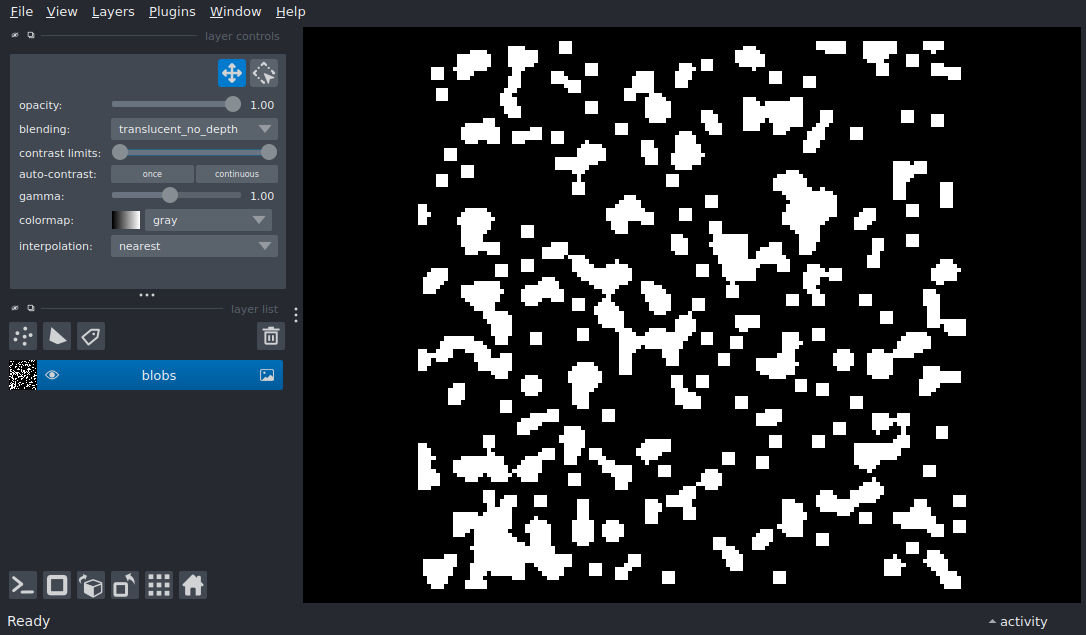 File View Layers Plugins Window Help
layer controls
opacity: 1.00
blending: translucent_no_depth
contrast limits:
auto-contrast: once continuous
gamma: 1.00
colormap: gray
interpolation: nearest
layer list
blobs
Ready activity